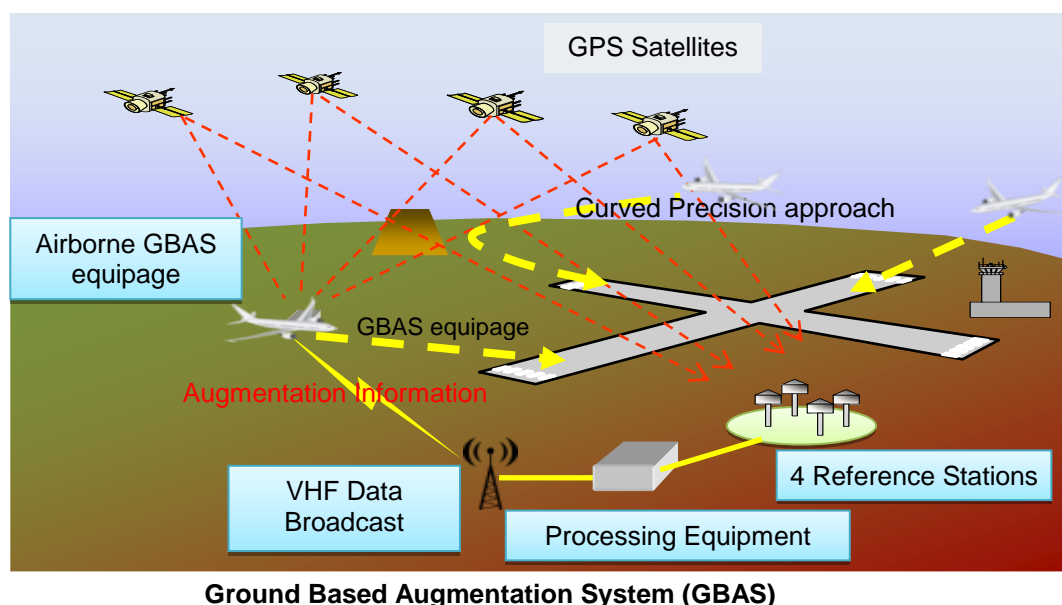 GPS Satellites
Curved Precision approach
Airborne GBAS
equipage
GBAS equipage
Augmentation Information
4 Reference Stations
VHF Data
Broadcast
Processing Equipment
Ground Based Augmentation System (GBAS)